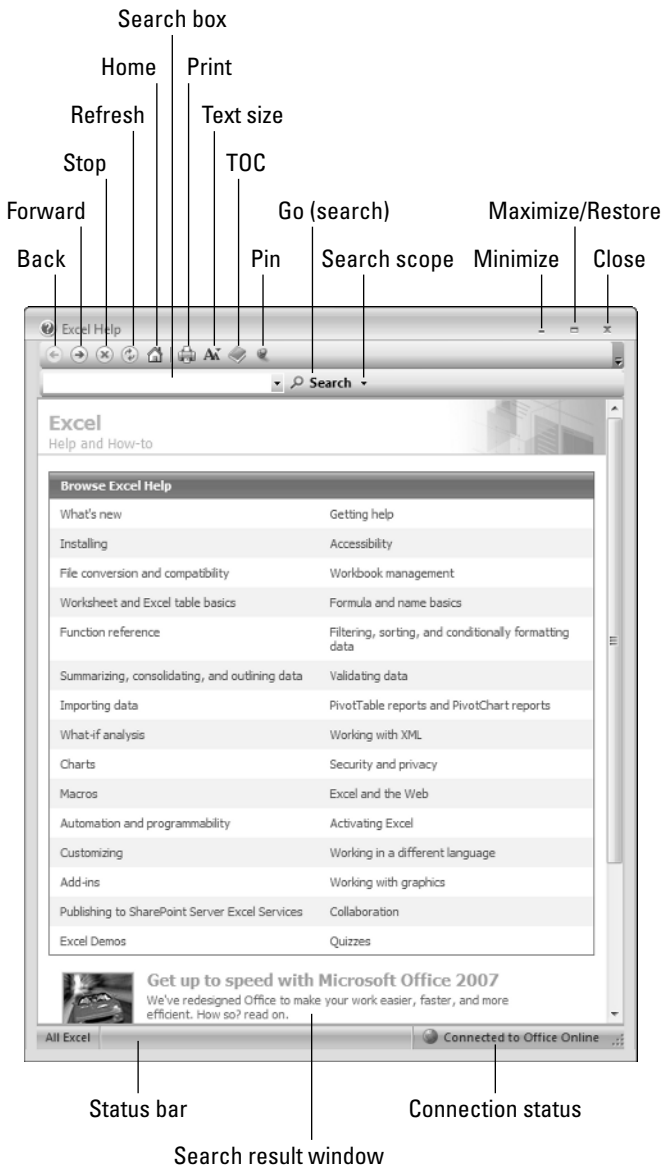 Search box
Home Print
Refresh Text size
Stop TOC
Forward Go (search) Maximize/Restore
Back Pin Search scope Minimize Close
Excel Help
Search
Excel
Help and How-to
Browse Excel Help
What's new Getting help
Installing Accessibility
File conversion and compatibility Workbook management
Worksheet and Excel table basics Formula and name basics
Function reference Filtering, sorting, and conditionally formatting
data
Summarizing, consolidating, and outlining data Validating data
Importing data PivotTable reports and PivotChart reports
What-if analysis Working with XML
Charts Security and privacy
Macros Excel and the Web
Automation and programmability Activating Excel
Customizing Working in a different language
Add-ins Working with graphics
Publishing to SharePoint Server Excel Services Collaboration
Excel Demos Quizzes
Get up to speed with Microsoft Office 2007
We've redesigned Office to make your work easier, faster, and more
efficient. How so? read on.
All Excel Connected to Office Online
Status bar Connection status
Search result window